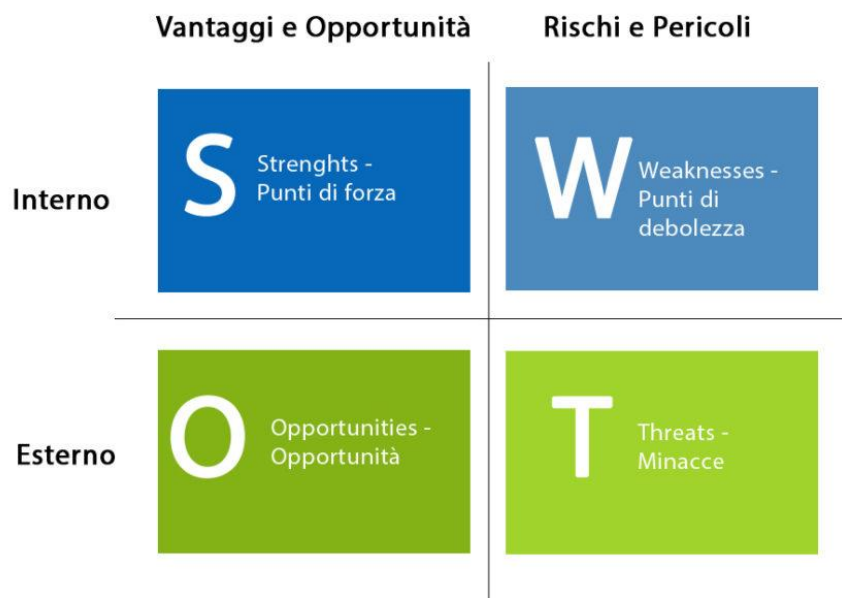 Vantaggi e Opportunità
Rischi e Pericoli
Interno
S
Strenghts -
Punti di forza
W
Weaknesses -
Punti di
debolezza
Esterno
O
Opportunities -
Opportunità
T
Threats -
Minacce